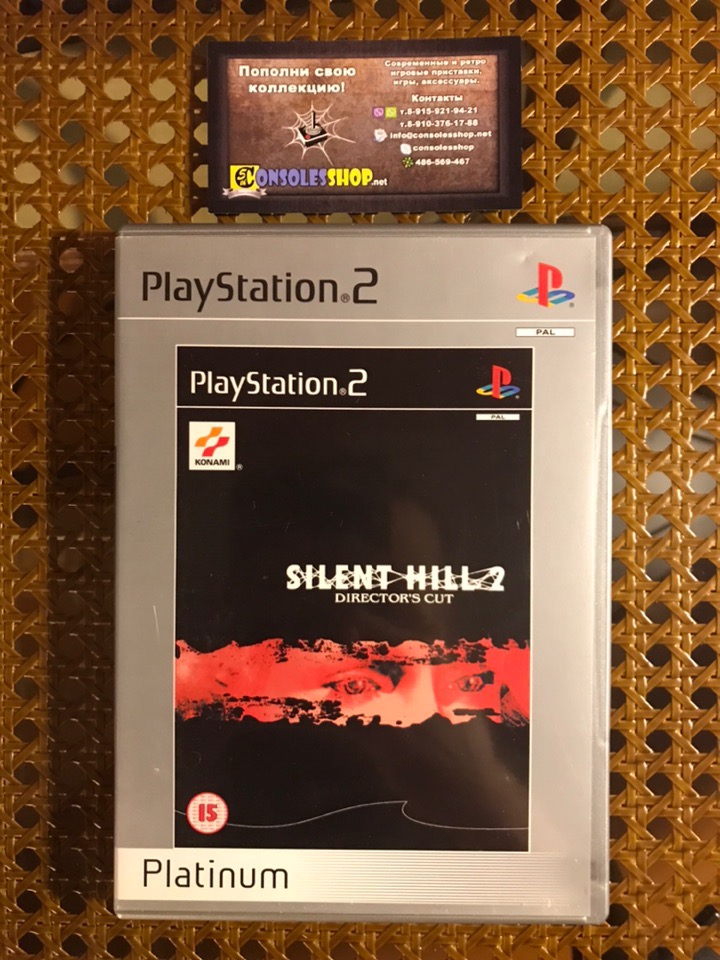 Пополни свою
коллекцию!
CONSOLESSHOP.net
Современные и ретро
игровые приставки,
игры, аксессуары.
Контакты
т.8-915-921-94-21
т.8-910-376-17-88
info@consolesshop.net
consolesshop
486-569-467
PlayStation®2
PAL
PlayStation®2
PAL
KONAMI®
SILENT HILL 2
DIRECTOR'S CUT
15
Platinum